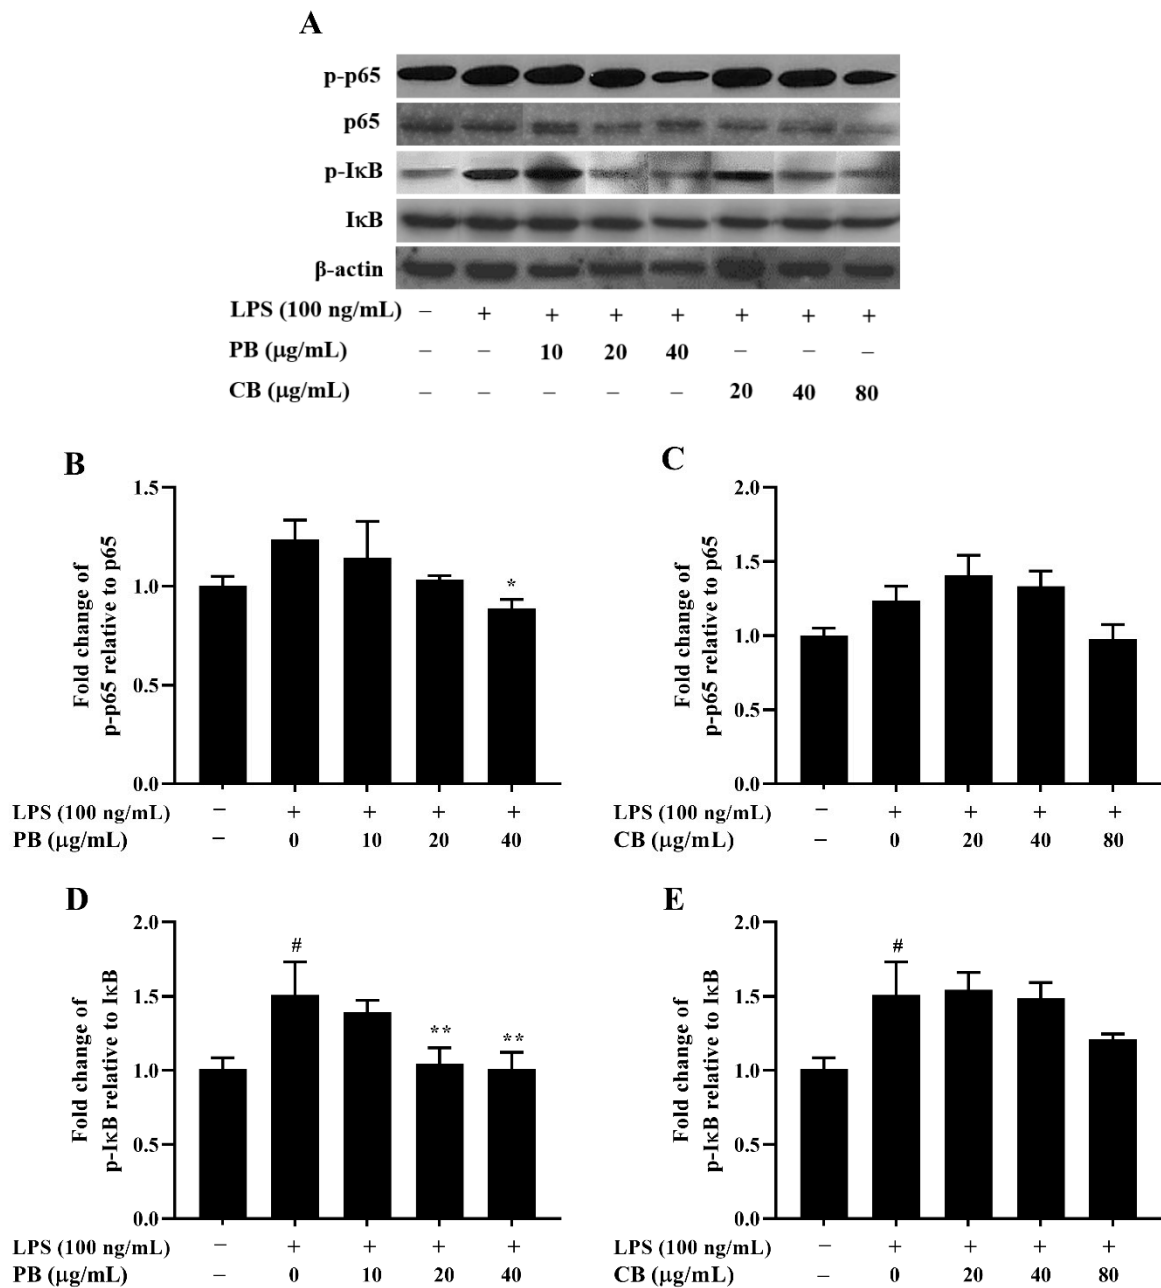 A
p-p65
p65
p-IκB
IκB
β-actin
LPS (100 ng/mL) – + + + + + + +
PB (μg/mL) – – 10 20 40 – – –
CB (μg/mL) – – – – – 20 40 80
B
Fold change of
p-p65 relative to p65
1.5
1.0
0.5
0.0
*
LPS (100 ng/mL) – + + + +
PB (μg/mL) – 0 10 20 40
C
Fold change of
p-p65 relative to p65
2.0
1.5
1.0
0.5
0.0
LPS (100 ng/mL) – + + + +
CB (μg/mL) – 0 20 40 80
D
Fold change of
p-IκB relative to IκB
2.0
1.5
1.0
0.5
0.0
# ** **
LPS (100 ng/mL) – + + + +
PB (μg/mL) – 0 10 20 40
E
Fold change of
p-IκB relative to IκB
2.0
1.5
1.0
0.5
0.0
#
LPS (100 ng/mL) – + + + +
CB (μg/mL) – 0 20 40 80